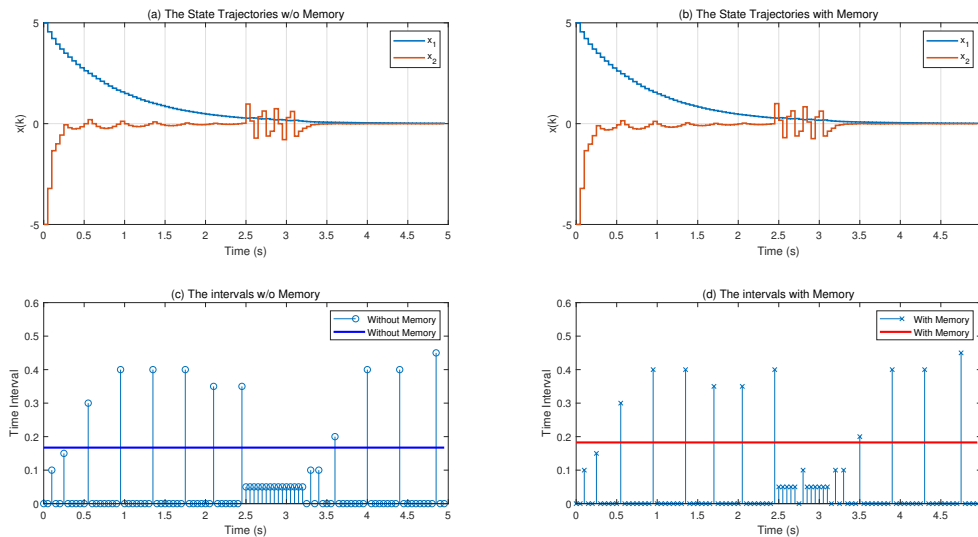 (a) The State Trajectories w/o Memory
5
0
-5
x(k)
x1
x2
0 0.5 1 1.5 2 2.5 3 3.5 4 4.5 5
Time (s)
(b) The State Trajectories with Memory
5
0
-5
x(k)
x1
x2
0 0.5 1 1.5 2 2.5 3 3.5 4 4.5
Time (s)
(c) The intervals w/o Memory
0.6
0.5
0.4
0.3
0.2
0.1
0
Time Interval
Without Memory
Without Memory
0 0.5 1 1.5 2 2.5 3 3.5 4 4.5 5
Time (s)
(d) The intervals with Memory
0.6
0.5
0.4
0.3
0.2
0.1
0
Time Interval
With Memory
With Memory
0 0.5 1 1.5 2 2.5 3 3.5 4 4.5
Time (s)